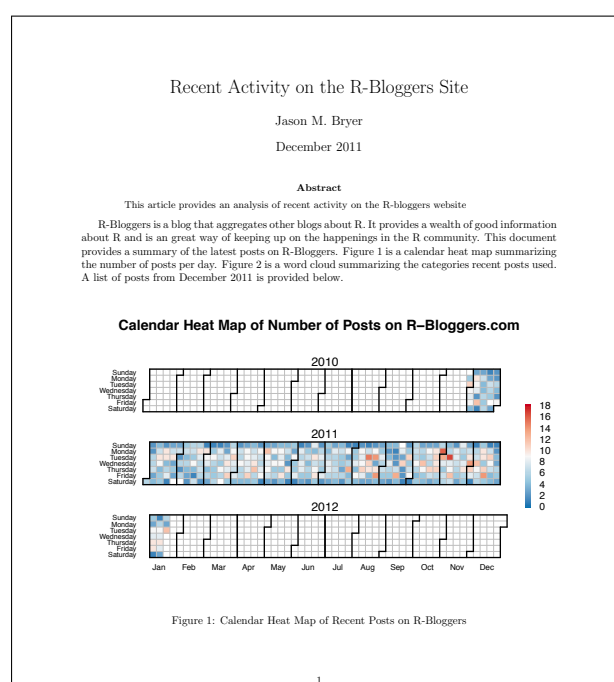 Recent Activity on the R-Bloggers Site
Jason M. Bryer
December 2011
Abstract
This article provides an analysis of recent activity on the R-bloggers website
R-Bloggers is a blog that aggregates other blogs about R. It provides a wealth of good information
about R and is an great way of keeping up on the happenings in the R community. This document
provides a summary of the latest posts on R-Bloggers. Figure 1 is a calendar heat map summarizing
the number of posts per day. Figure 2 is a word cloud summarizing the categories recent posts used.
A list of posts from December 2011 is provided below.
Calendar Heat Map of Number of Posts on R−Bloggers.com
2010
Sunday
Monday
Tuesday
Wednesday
Thursday
Friday
Saturday
2011
Sunday
Monday
Tuesday
Wednesday
Thursday
Friday
Saturday
2012
Sunday
Monday
Tuesday
Wednesday
Thursday
Friday
Saturday
Jan Feb Mar Apr May Jun Jul Aug Sep Oct Nov Dec
18
16
14
12
10
8
6
4
2
0
Figure 1: Calendar Heat Map of Recent Posts on R-Bloggers
1